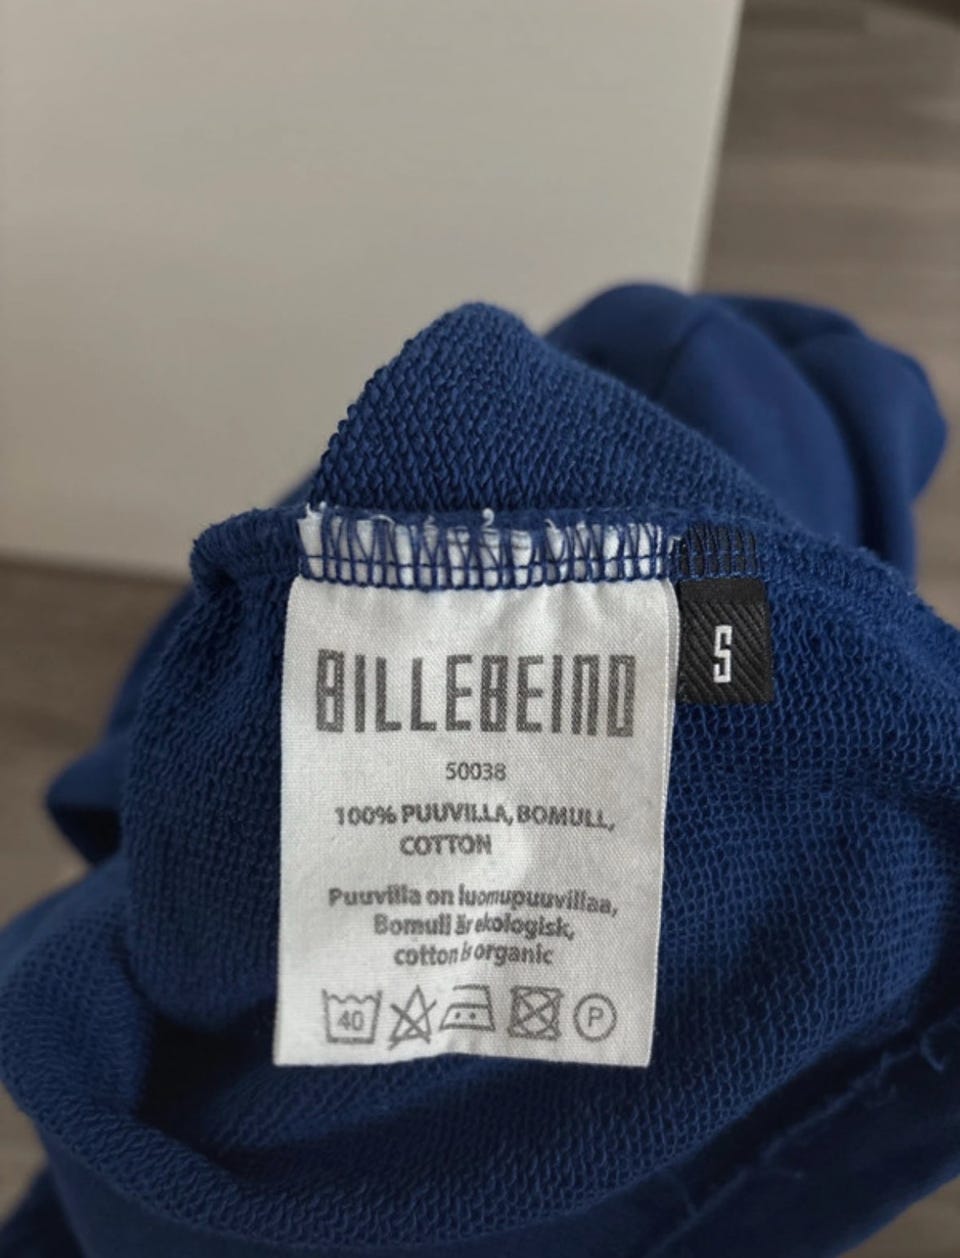 BILLEBEINO
S
50038
100% PUUVILLA, BOMULL,
COTTON
Puuvilla on luomupuuvillaa,
Bomull är ekologisk,
cotton is organic
40
P